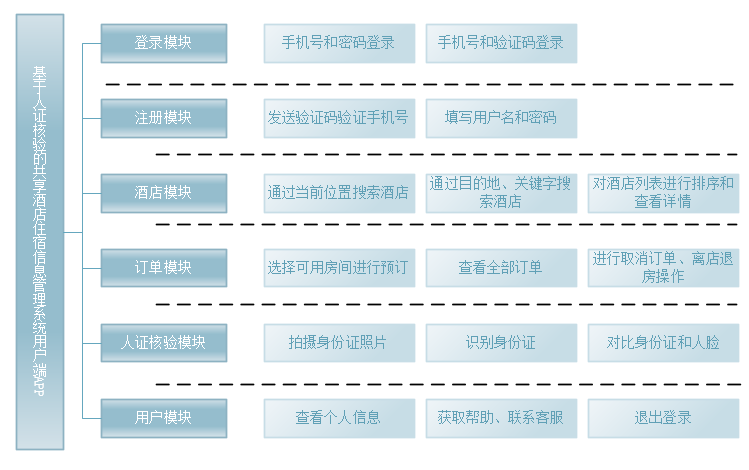 基于人证核验的共享酒店住宿信息管理系统用户端APP
登录模块
手机号和密码登录
手机号和验证码登录
注册模块
发送验证码验证手机号
填写用户名和密码
酒店模块
通过当前位置搜索酒店
通过目的地、关键字搜
索酒店
对酒店列表进行排序和
查看详情
订单模块
选择可用房间进行预订
查看全部订单
进行取消订单、离店退
房操作
人证核验模块
拍摄身份证照片
识别身份证
对比身份证和人脸
用户模块
查看个人信息
获取帮助、联系客服
退出登录